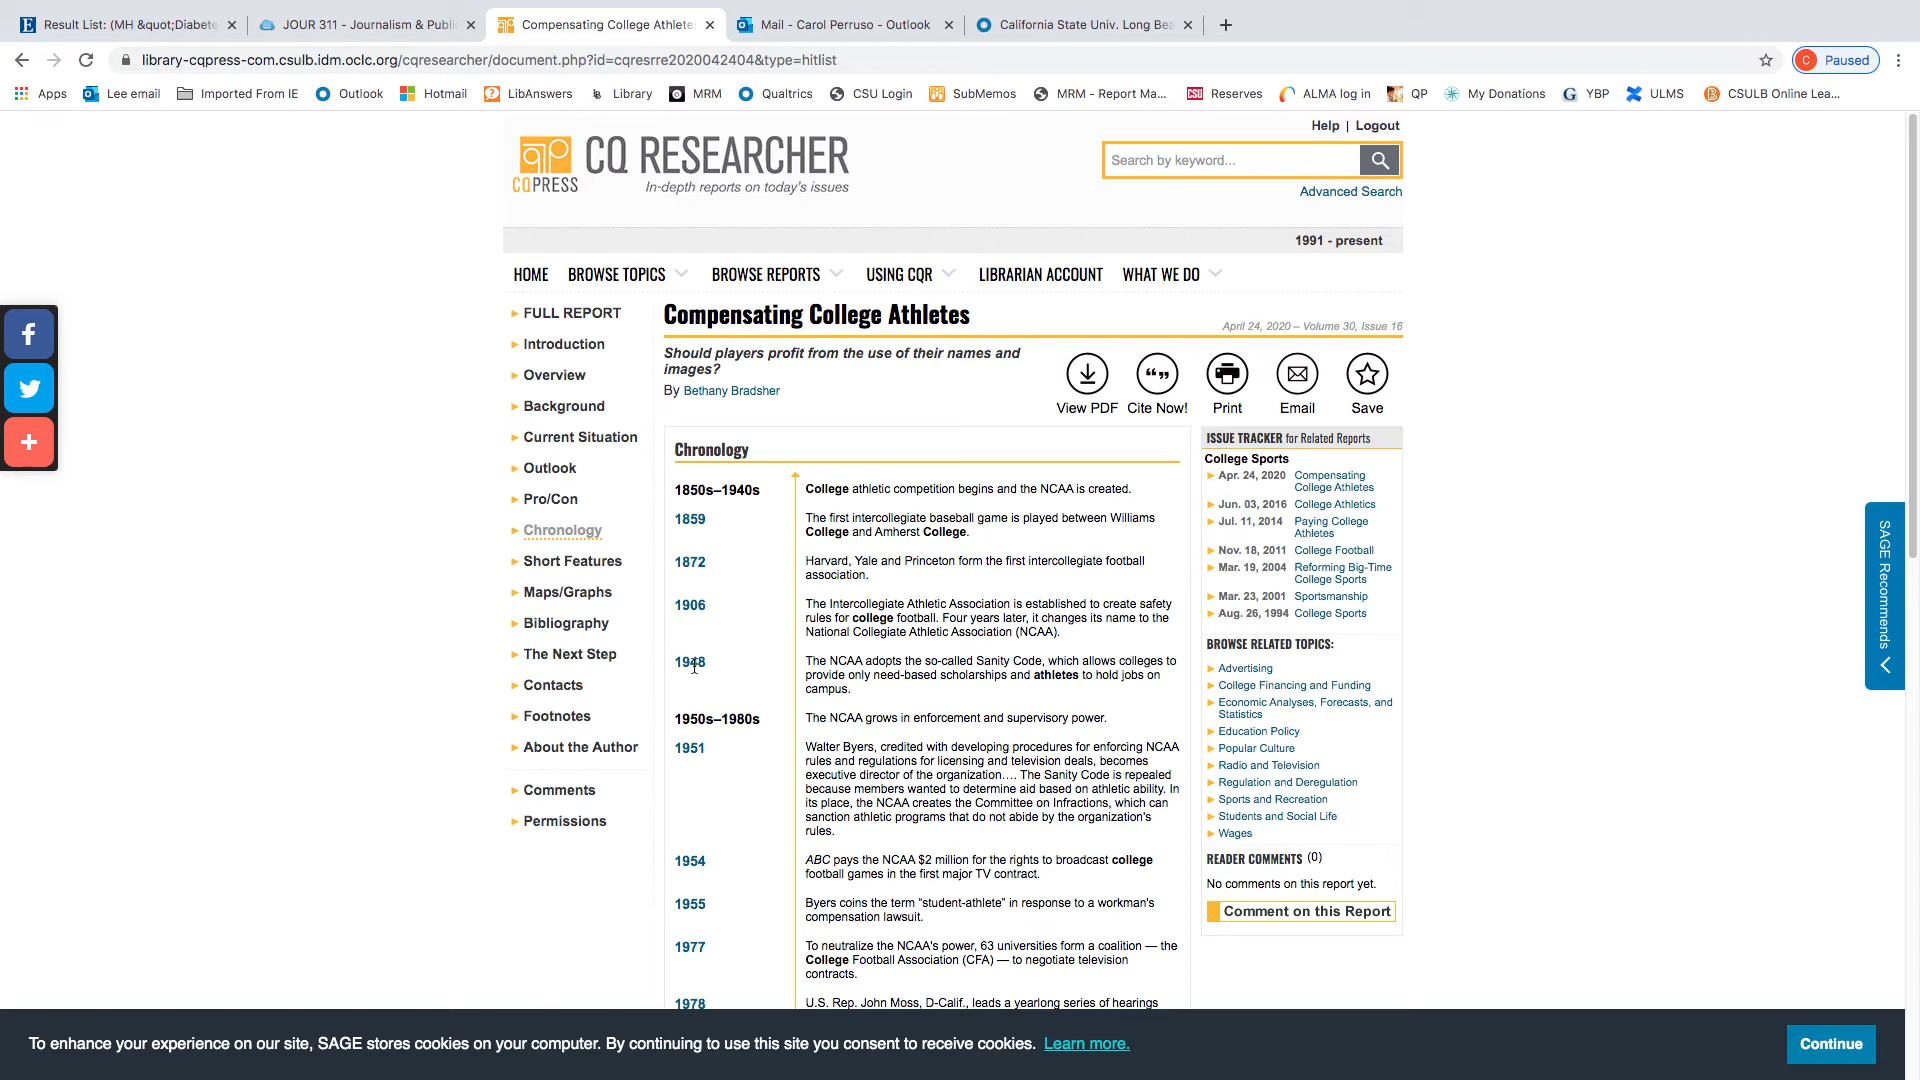 Result List: (MH &quot;Diabete
JOUR 311 - Journalism & Publi
Compensating College Athlete
Mail - Carol Perruso - Outlook
California State Univ. Long Bea
library-cqpress-com.csulb.idm.oclc.org/cqresearcher/document.php?id=cqresrre2020042404&type=hitlist
C Paused
Apps Lee email Imported From IE Outlook Hotmail LibAnswers Library MRM Qualtrics CSU Login SubMemos MRM - Report Ma... Reserves ALMA log in QP My Donations YBP ULMS CSULB Online Lea...
Help | Logout
CQ RESEARCHER
CQPRESS In-depth reports on today's issues
Search by keyword...
Advanced Search
1991 - present
HOME BROWSE TOPICS BROWSE REPORTS USING CQR LIBRARIAN ACCOUNT WHAT WE DO
FULL REPORT
Introduction
Overview
Background
Current Situation
Outlook
Pro/Con
Chronology
Short Features
Maps/Graphs
Bibliography
The Next Step
Contacts
Footnotes
About the Author
Comments
Permissions
Compensating College Athletes
April 24, 2020 – Volume 30, Issue 16
Should players profit from the use of their names and
images?
By Bethany Bradsher
View PDF Cite Now! Print Email Save
Chronology
1850s–1940s College athletic competition begins and the NCAA is created.
1859 The first intercollegiate baseball game is played between Williams
College and Amherst College.
1872 Harvard, Yale and Princeton form the first intercollegiate football
association.
1906 The Intercollegiate Athletic Association is established to create safety
rules for college football. Four years later, it changes its name to the
National Collegiate Athletic Association (NCAA).
1948 The NCAA adopts the so-called Sanity Code, which allows colleges to
provide only need-based scholarships and athletes to hold jobs on
campus.
1950s–1980s The NCAA grows in enforcement and supervisory power.
1951 Walter Byers, credited with developing procedures for enforcing NCAA
rules and regulations for licensing and television deals, becomes
executive director of the organization…. The Sanity Code is repealed
because members wanted to determine aid based on athletic ability. In
its place, the NCAA creates the Committee on Infractions, which can
sanction athletic programs that do not abide by the organization's
rules.
1954 ABC pays the NCAA $2 million for the rights to broadcast college
football games in the first major TV contract.
1955 Byers coins the term “student-athlete” in response to a workman's
compensation lawsuit.
1977 To neutralize the NCAA's power, 63 universities form a coalition — the
College Football Association (CFA) — to negotiate television
contracts.
1978 U.S. Rep. John Moss, D-Calif., leads a yearlong series of hearings
ISSUE TRACKER for Related Reports
College Sports
Apr. 24, 2020 Compensating
College Athletes
Jun. 03, 2016 College Athletics
Jul. 11, 2014 Paying College
Athletes
Nov. 18, 2011 College Football
Mar. 19, 2004 Reforming Big-Time
College Sports
Mar. 23, 2001 Sportsmanship
Aug. 26, 1994 College Sports
BROWSE RELATED TOPICS:
Advertising
College Financing and Funding
Economic Analyses, Forecasts, and
Statistics
Education Policy
Popular Culture
Radio and Television
Regulation and Deregulation
Sports and Recreation
Students and Social Life
Wages
READER COMMENTS (0)
No comments on this report yet.
Comment on this Report
SAGE Recommends
To enhance your experience on our site, SAGE stores cookies on your computer. By continuing to use this site you consent to receive cookies. Learn more.
Continue